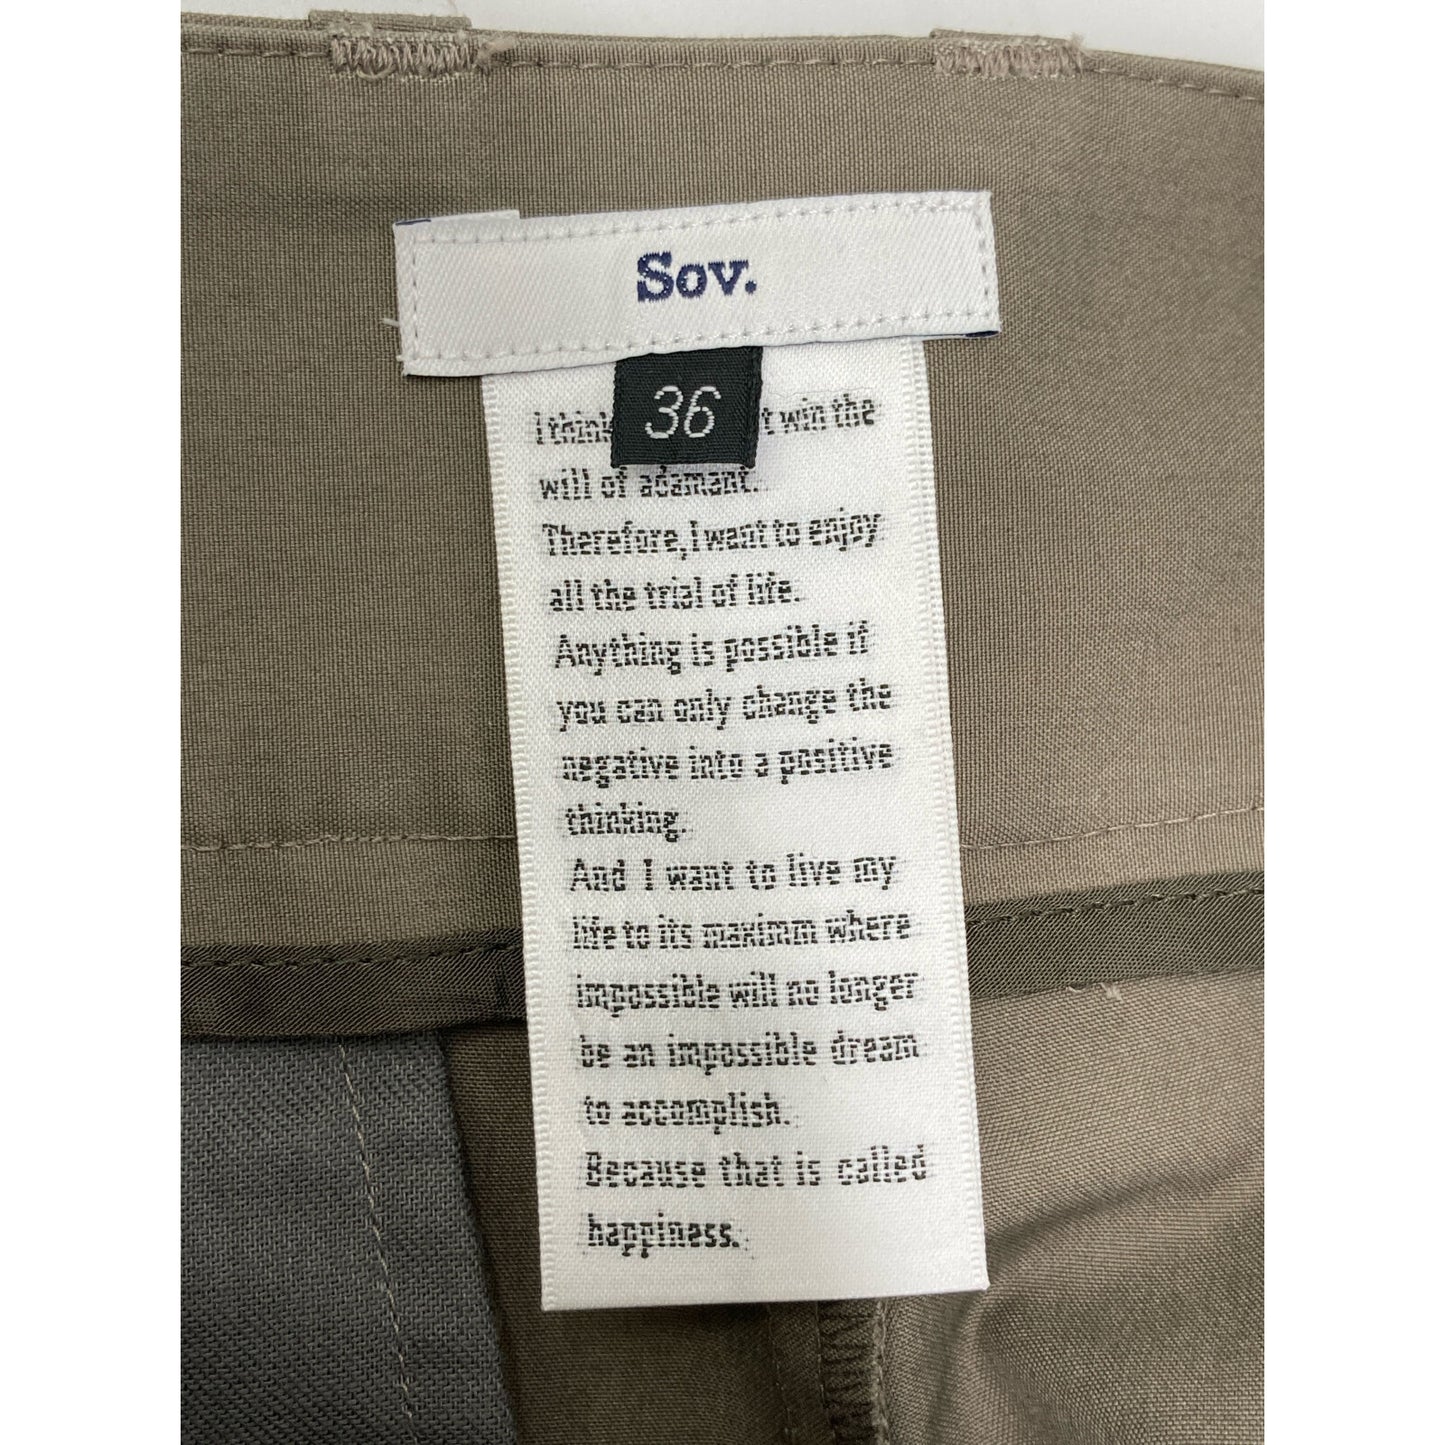 Sov.
36
i think t win the
will of adamant.
Therefore, I want to enjoy
all the trial of life.
Anything is possible if
you can only change the
negative into a positive
thinking.
And I want to live my
life to its maximum where
impossible will no longer
be an impossible dream
to accomplish.
Because that is called
happiness.